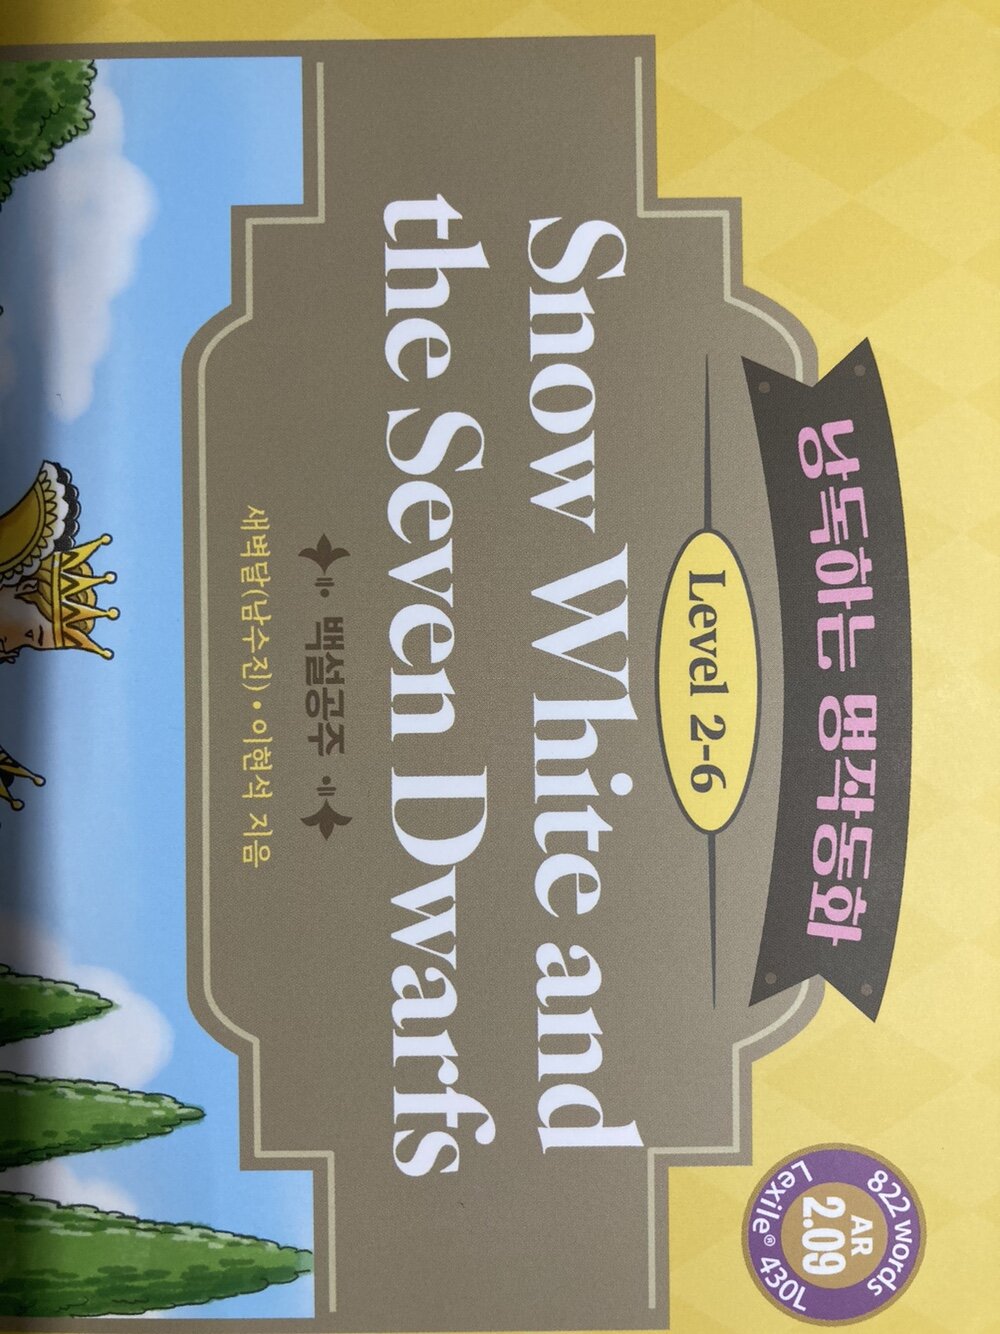 낭독하는 명작동화
Level 2-6
Snow White and
the Seven Dwarfs
백설공주
새벽달(남수진) • 이현석 지음
822 words
AR
2.09
Lexile® 430L